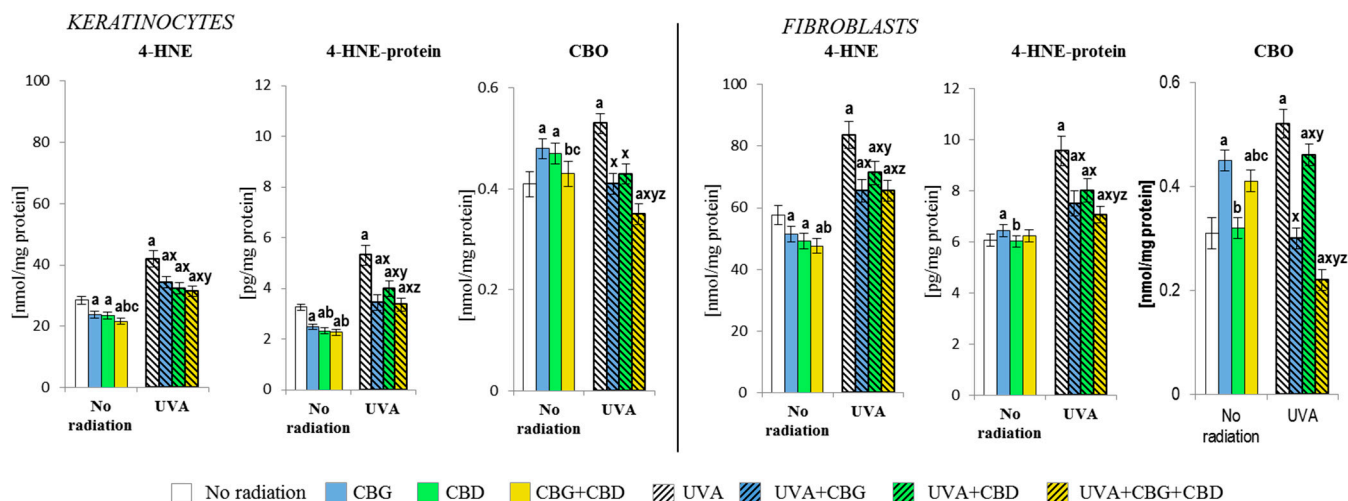 KERATINOCYTES
4-HNE
4-HNE-protein
CBO
[nmol/mg protein]
100
80
60
40
20
0
a a abc
a ax ax axy
No radiation
UVA
[pg/mg protein]
12
10
8
6
4
2
0
a ab ab
a ax axy axz
No radiation
UVA
[nmol/mg protein]
0.6
0.4
0.2
0
a a bc
a x x axyz
No radiation
UVA
FIBROBLASTS
4-HNE
4-HNE-protein
CBO
[nmol/mg protein]
100
80
60
40
20
0
a a ab
a ax axy axz
No radiation
UVA
[pg/mg protein]
12
10
8
6
4
2
0
a b
a ax ax axyz
No radiation
UVA
[nmol/mg protein]
0.6
0.4
0.2
0
a b abc
a x axy axyz
No radiation
UVA
No radiation CBG CBD CBG+CBD UVA UVA+CBG UVA+CBD UVA+CBG+CBD